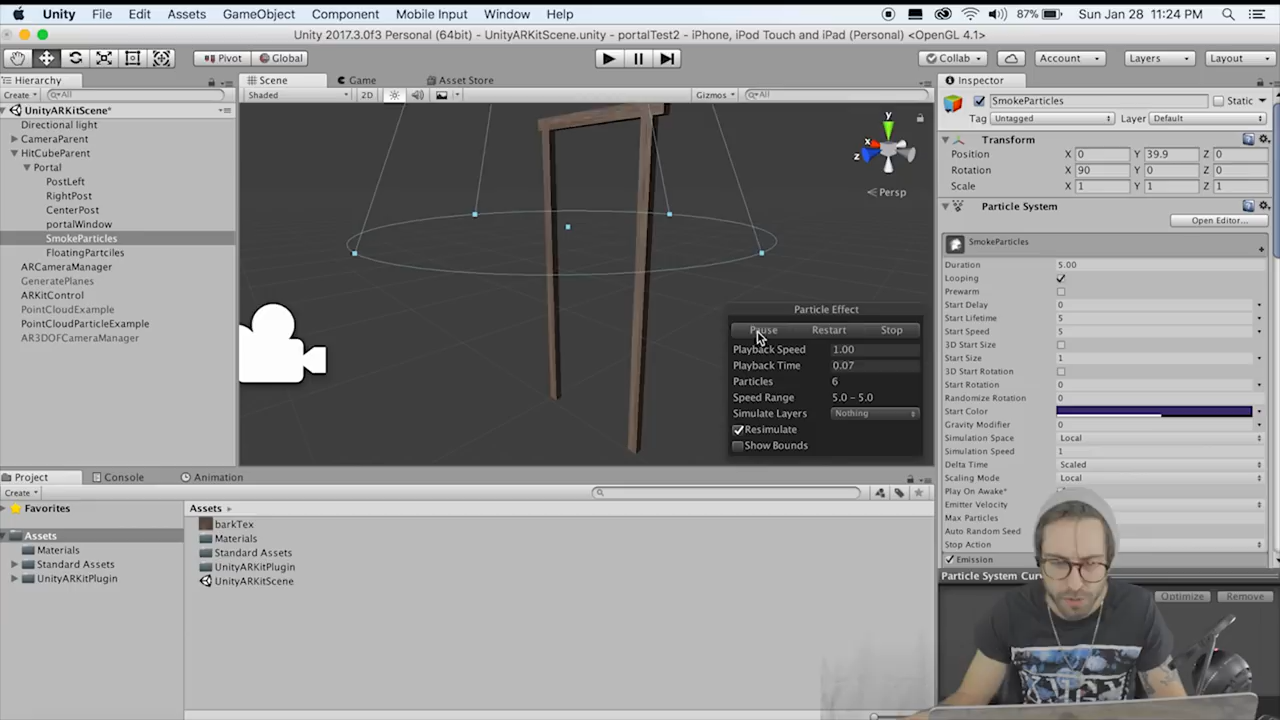 Unity File Edit Assets GameObject Component Mobile Input Window Help 87% Sun Jan 28 11:24 PM
Unity 2017.3.0f3 Personal (64bit) - UnityARKitScene.unity - portalTest2 - iPhone, iPod Touch and iPad (Personal) <OpenGL 4.1>
Pivot Global Collab Account Layers Layout
Hierarchy
Create All
UnityARKitScene*
Directional light
CameraParent
HitCubeParent
Portal
PostLeft
RightPost
CenterPost
portalWindow
SmokeParticles
FloatingPartciles
ARCameraManager
GeneratePlanes
ARKitControl
PointCloudExample
PointCloudParticleExample
AR3DOFCameraManager
Scene Game Asset Store
Shaded 2D Gizmos All
y
x
z
Persp
Particle Effect
Pause Restart Stop
Playback Speed 1.00
Playback Time 0.07
Particles 6
Speed Range 5.0 – 5.0
Simulate Layers Nothing
Resimulate
Show Bounds
Inspector
SmokeParticles Static
Tag Untagged Layer Default
Transform
Position X 0 Y 39.9 Z 0
Rotation X 90 Y 0 Z 0
Scale X 1 Y 1 Z 1
Particle System
Open Editor...
SmokeParticles
Duration 5.00
Looping
Prewarm
Start Delay 0
Start Lifetime 5
Start Speed 5
3D Start Size
Start Size 1
3D Start Rotation
Start Rotation 0
Randomize Rotation 0
Start Color
Gravity Modifier 0
Simulation Space Local
Simulation Speed 1
Delta Time Scaled
Scaling Mode Local
Play On Awake*
Emitter Velocity
Max Particles
Auto Random Seed
Stop Action
Emission
Particle System Cur
Optimize Remove
Project Console Animation
Create
Favorites
Assets
Materials
Standard Assets
UnityARKitPlugin
Assets
barkTex
Materials
Standard Assets
UnityARKitPlugin
UnityARKitScene